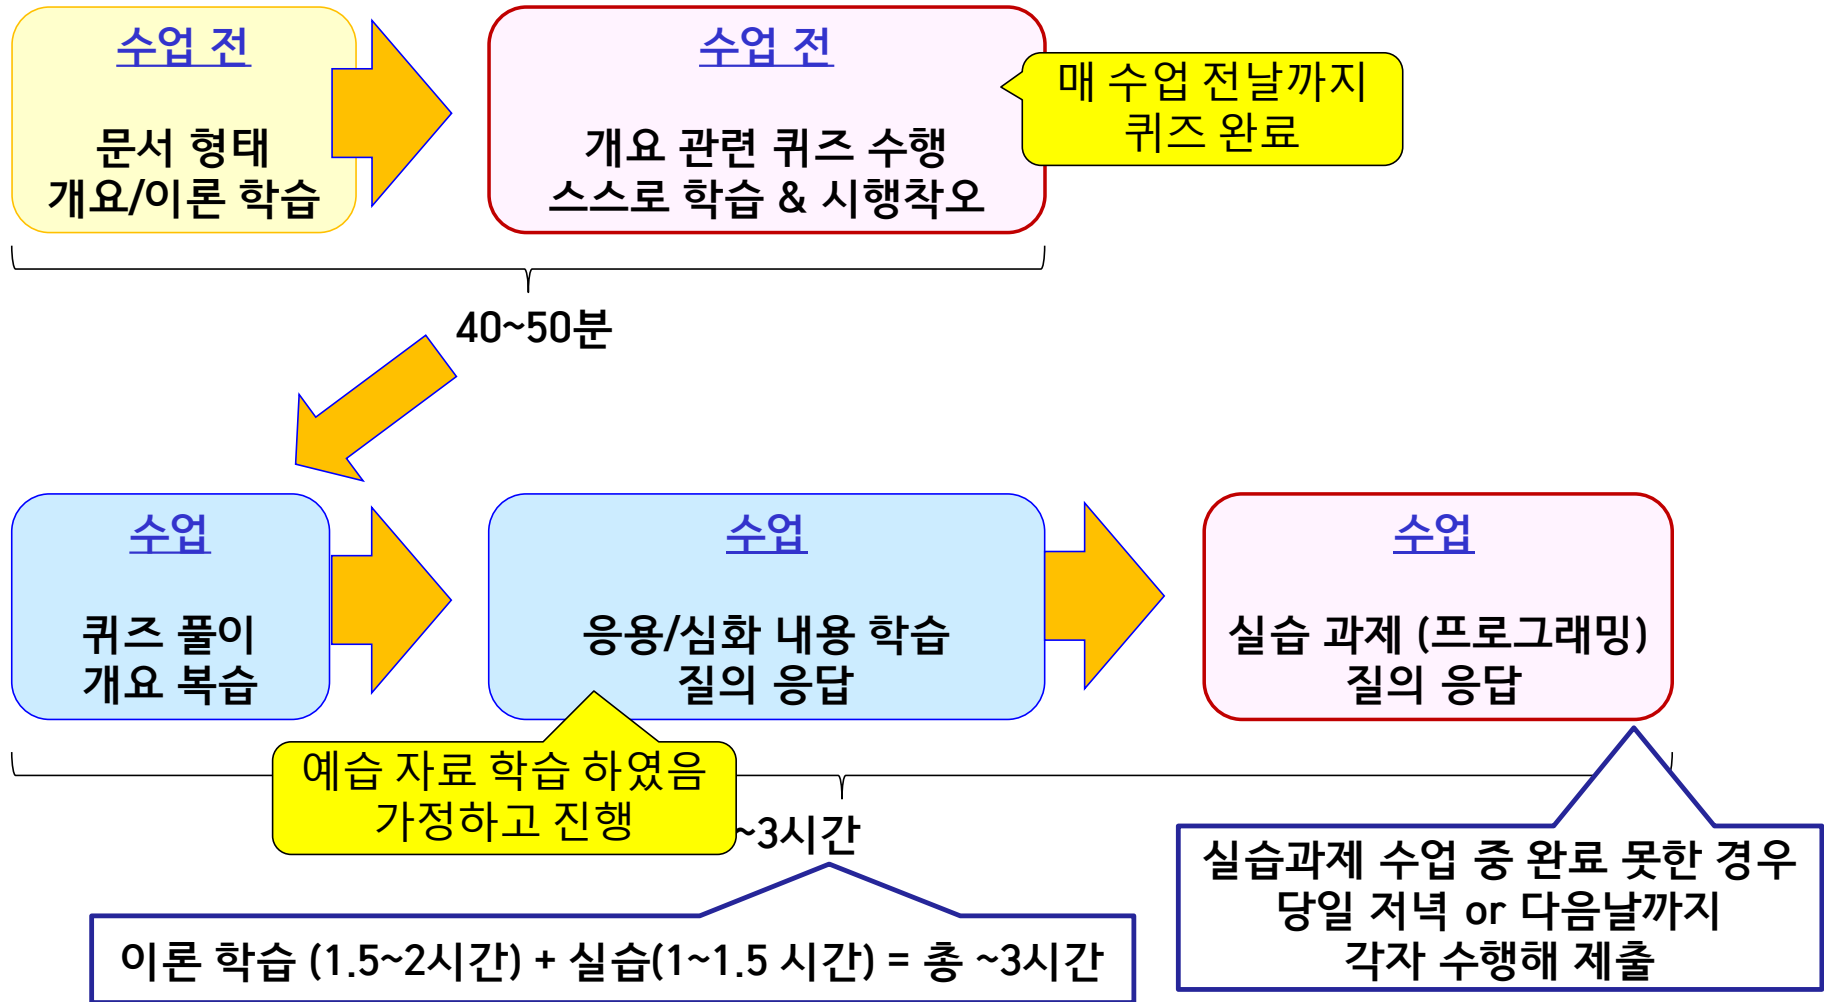 수업 전
문서 형태
개요/이론 학습
수업 전
개요 관련 퀴즈 수행
스스로 학습 & 시행착오
매 수업 전날까지
퀴즈 완료
40~50분
수업
퀴즈 풀이
개요 복습
수업
응용/심화 내용 학습
질의 응답
수업
실습 과제 (프로그래밍)
질의 응답
예습 자료 학습 하였음
가정하고 진행
~3시간
실습과제 수업 중 완료 못한 경우
당일 저녁 or 다음날까지
각자 수행해 제출
이론 학습 (1.5~2시간) + 실습(1~1.5 시간) = 총 ~3시간